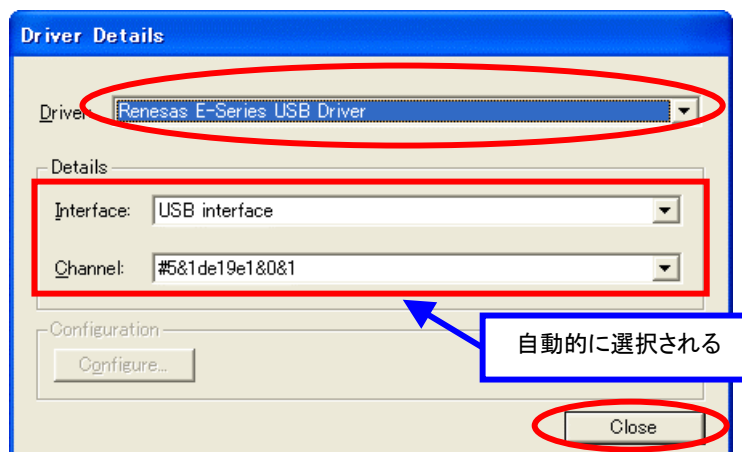 Driver Details
Driver: Renesas E-Series USB Driver
Details
Interface: USB interface
Channel: #5&1de19e1&0&1
Configuration
Configure...
自動的に選択される
Close